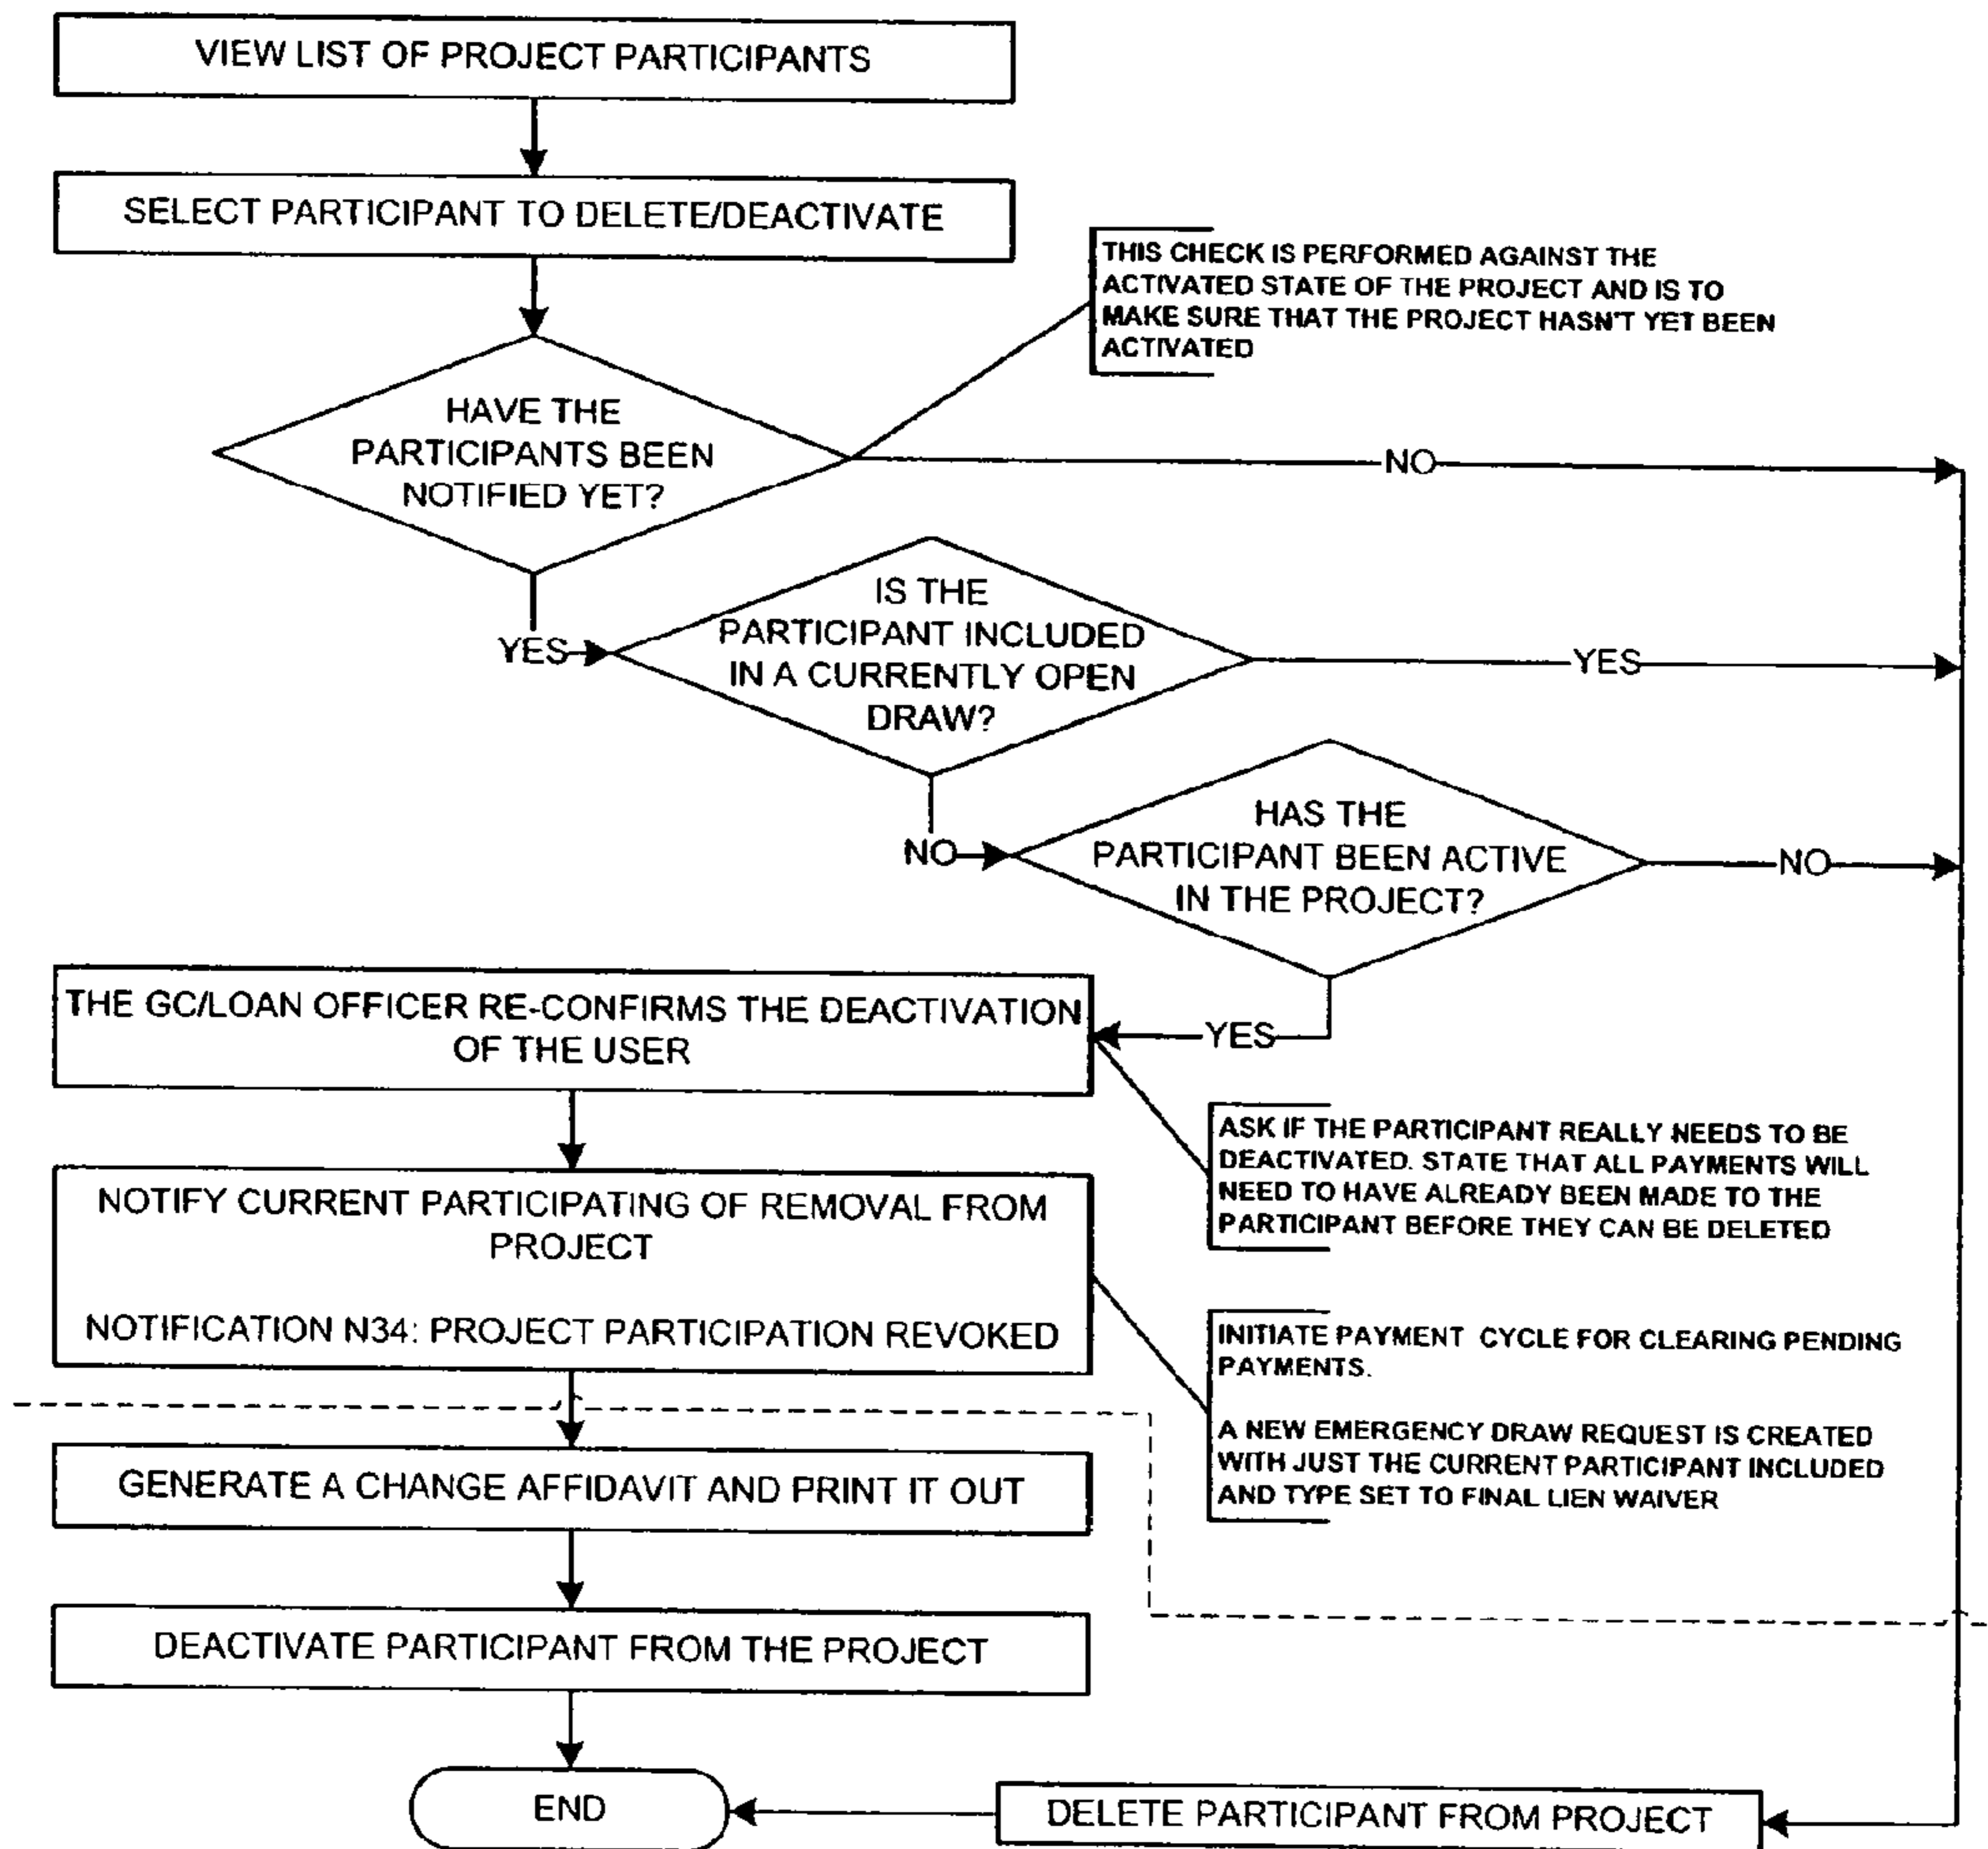 VIEW LIST OF PROJECT PARTICIPANTS
SELECT PARTICIPANT TO DELETE/DEACTIVATE
THIS CHECK IS PERFORMED AGAINST THE
ACTIVATED STATE OF THE PROJECT AND IS TO
MAKE SURE THAT THE PROJECT HASN'T YET BEEN
ACTIVATED
HAVE THE
PARTICIPANTS BEEN
NOTIFIED YET?
NO
YES
IS THE
PARTICIPANT INCLUDED
IN A CURRENTLY OPEN
DRAW?
YES
NO
HAS THE
PARTICIPANT BEEN ACTIVE
IN THE PROJECT?
NO
YES
THE GC/LOAN OFFICER RE-CONFIRMS THE DEACTIVATION
OF THE USER
ASK IF THE PARTICIPANT REALLY NEEDS TO BE
DEACTIVATED. STATE THAT ALL PAYMENTS WILL
NEED TO HAVE ALREADY BEEN MADE TO THE
PARTICIPANT BEFORE THEY CAN BE DELETED
NOTIFY CURRENT PARTICIPATING OF REMOVAL FROM
PROJECT
NOTIFICATION N34: PROJECT PARTICIPATION REVOKED
INITIATE PAYMENT CYCLE FOR CLEARING PENDING
PAYMENTS.
A NEW EMERGENCY DRAW REQUEST IS CREATED
WITH JUST THE CURRENT PARTICIPANT INCLUDED
AND TYPE SET TO FINAL LIEN WAIVER
GENERATE A CHANGE AFFIDAVIT AND PRINT IT OUT
DEACTIVATE PARTICIPANT FROM THE PROJECT
END
DELETE PARTICIPANT FROM PROJECT